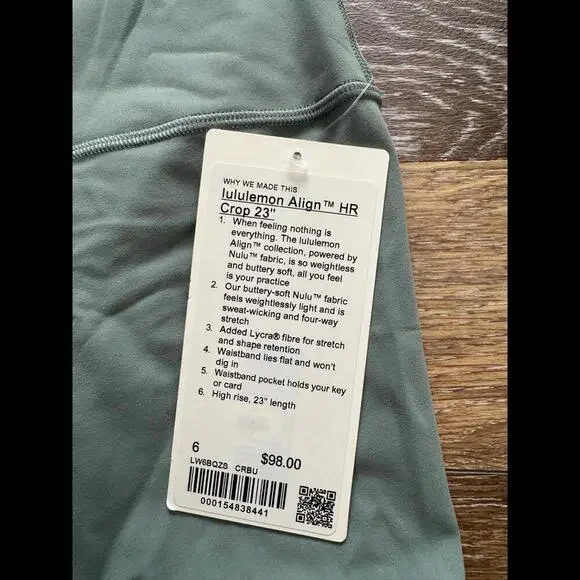 WHY WE MADE THIS
lululemon Align™ HR
Crop 23"
1. When feeling nothing is
everything. The lululemon
Align™ collection, powered by
Nulu™ fabric, is so weightless
and buttery soft, all you feel
is your practice
2. Our buttery-soft Nulu™ fabric
feels weightlessly light and is
sweat-wicking and four-way
stretch
3. Added Lycra® fibre for stretch
and shape retention
4. Waistband lies flat and won't
dig in
5. Waistband pocket holds your key
or card
6. High rise, 23" length
6 $98.00
LW6BQZS CRBU
000154838441